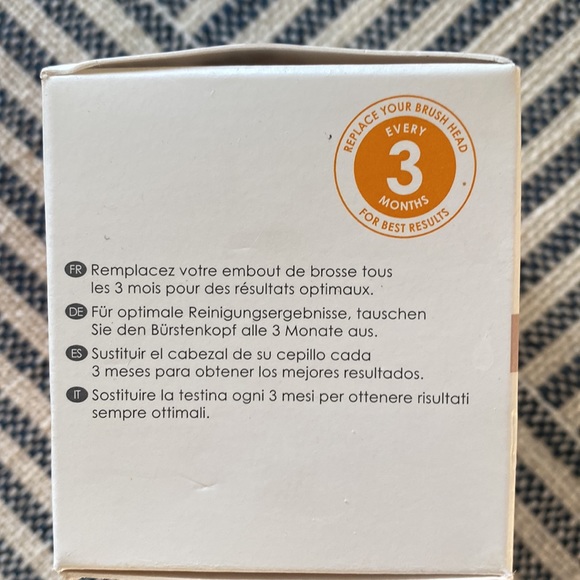 REPLACE YOUR BRUSH HEAD
EVERY
3
MONTHS
FOR BEST RESULTS
FR Remplacez votre embout de brosse tous
les 3 mois pour des résultats optimaux.
DE Für optimale Reinigungsergebnisse, tauschen
Sie den Bürstenkopf alle 3 Monate aus.
ES Sustituir el cabezal de su cepillo cada
3 meses para obtener los mejores resultados.
IT Sostituire la testina ogni 3 mesi per ottenere risultati
sempre ottimali.